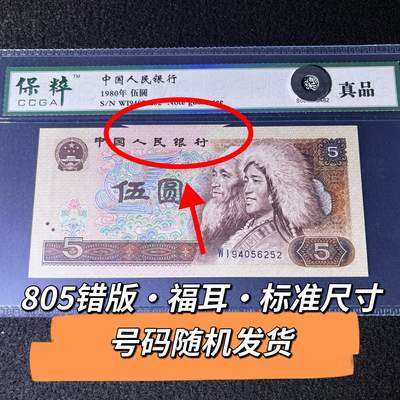 保粹
CCGA
中国人民银行
1980年 伍圓
真品
中国人民银行
伍圆
5
5
5
WI94056252
805错版·福耳·标准尺寸
号码随机发货